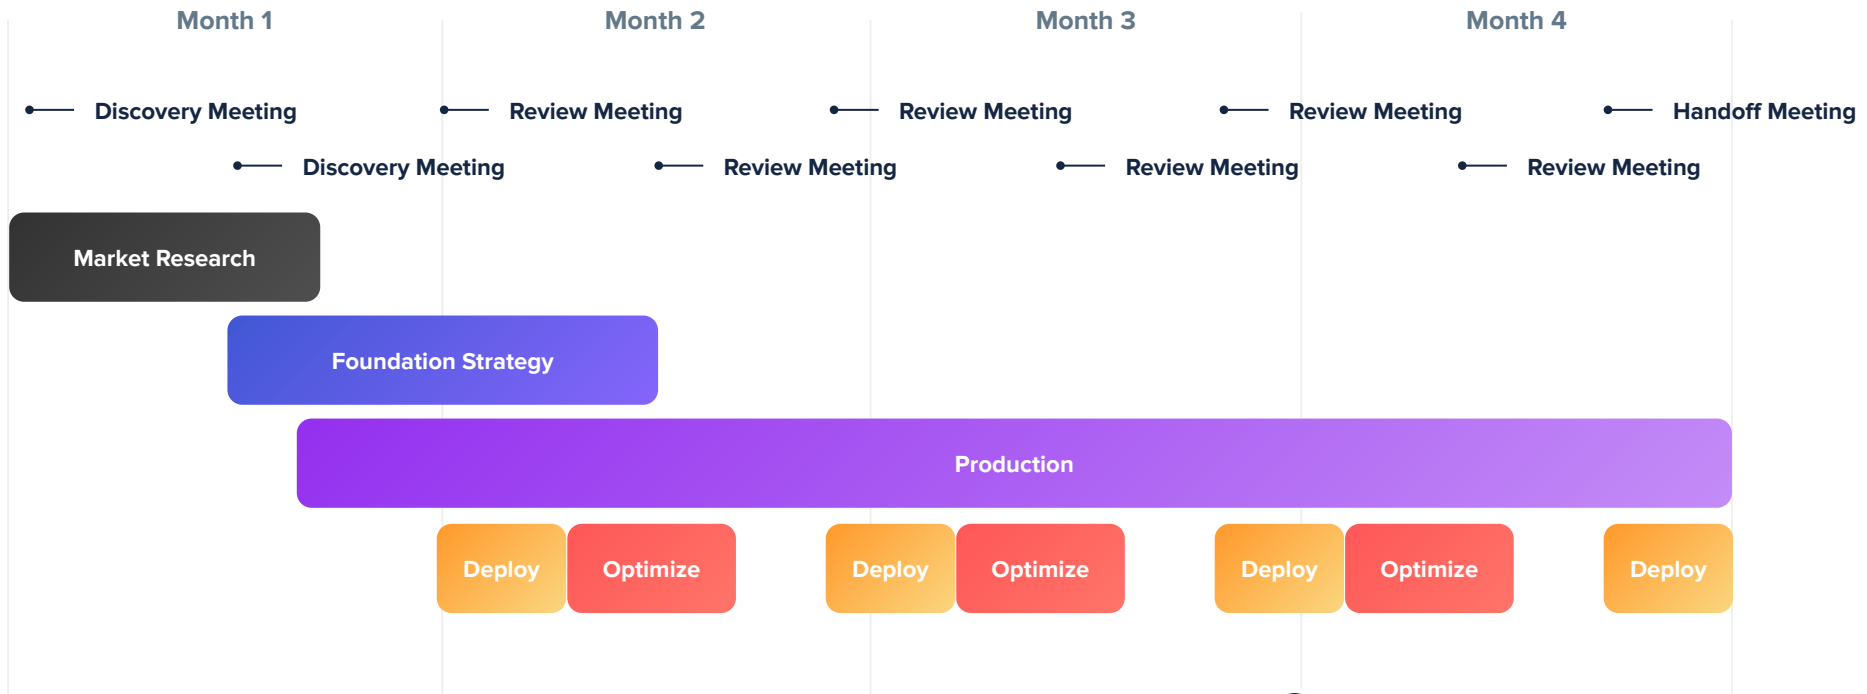 Month 1 Month 2 Month 3 Month 4
Discovery Meeting Review Meeting Review Meeting Review Meeting Handoff Meeting
Discovery Meeting Review Meeting Review Meeting Review Meeting
Market Research
Foundation Strategy
Production
Deploy Optimize Deploy Optimize Deploy Optimize Deploy